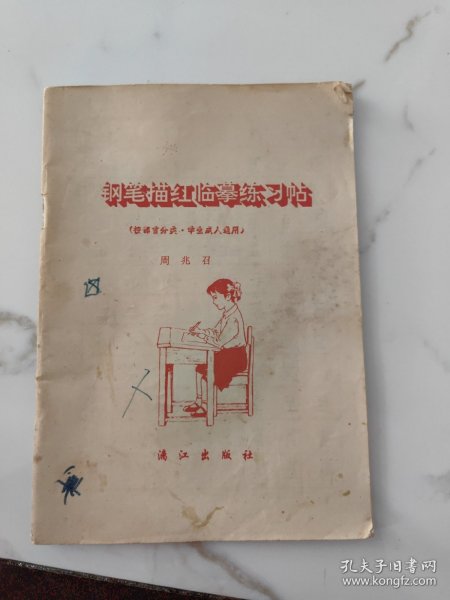 钢笔描红临摹练习帖
(按部首分类·学生成人通用)
周兆召
漓江出版社
孔夫子旧书网
www.kongfz.com